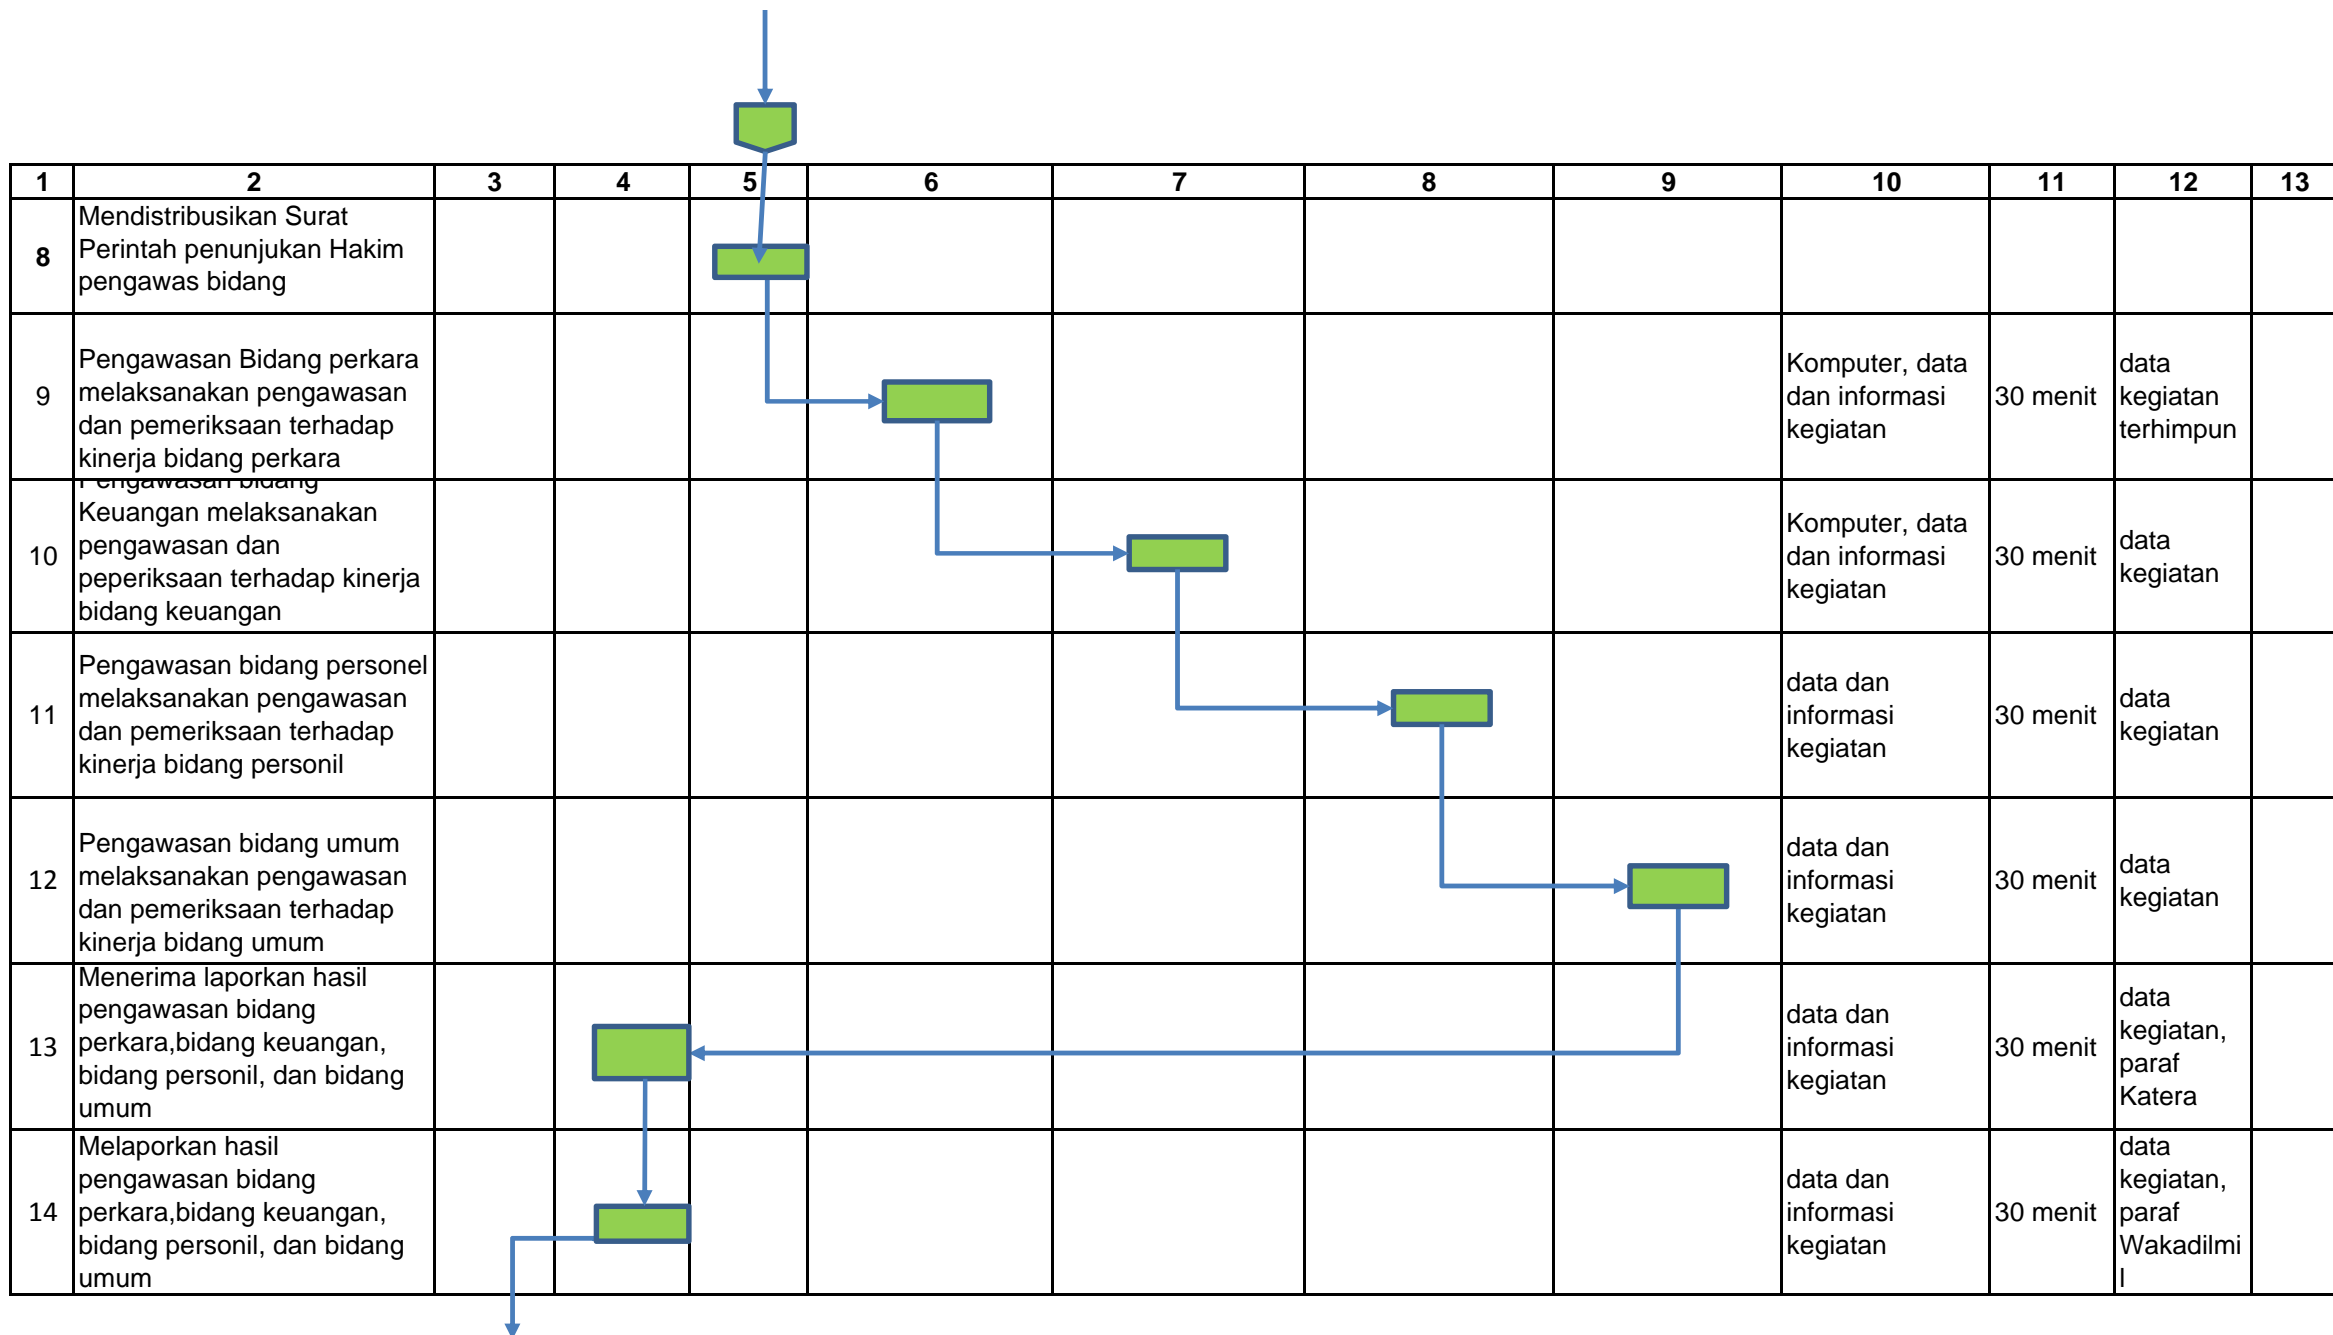 1 2 3 4 5 6 7 8 9 10 11 12 13
8
Mendistribusikan Surat
Perintah penunjukan Hakim
pengawas bidang
9
Pengawasan Bidang perkara
melaksanakan pengawasan
dan pemeriksaan terhadap
kinerja bidang perkara
Komputer, data
dan informasi
kegiatan
30 menit
data
kegiatan
terhimpun
10
Pengawasan bidang
Keuangan melaksanakan
pengawasan dan
peperiksaan terhadap kinerja
bidang keuangan
Komputer, data
dan informasi
kegiatan
30 menit
data
kegiatan
11
Pengawasan bidang personel
melaksanakan pengawasan
dan pemeriksaan terhadap
kinerja bidang personil
data dan
informasi
kegiatan
30 menit
data
kegiatan
12
Pengawasan bidang umum
melaksanakan pengawasan
dan pemeriksaan terhadap
kinerja bidang umum
data dan
informasi
kegiatan
30 menit
data
kegiatan
13
Menerima laporkan hasil
pengawasan bidang
perkara,bidang keuangan,
bidang personil, dan bidang
umum
data dan
informasi
kegiatan
30 menit
data
kegiatan,
paraf
Katera
14
Melaporkan hasil
pengawasan bidang
perkara,bidang keuangan,
bidang personil, dan bidang
umum
data dan
informasi
kegiatan
30 menit
data
kegiatan,
paraf
Wakadilmi
l